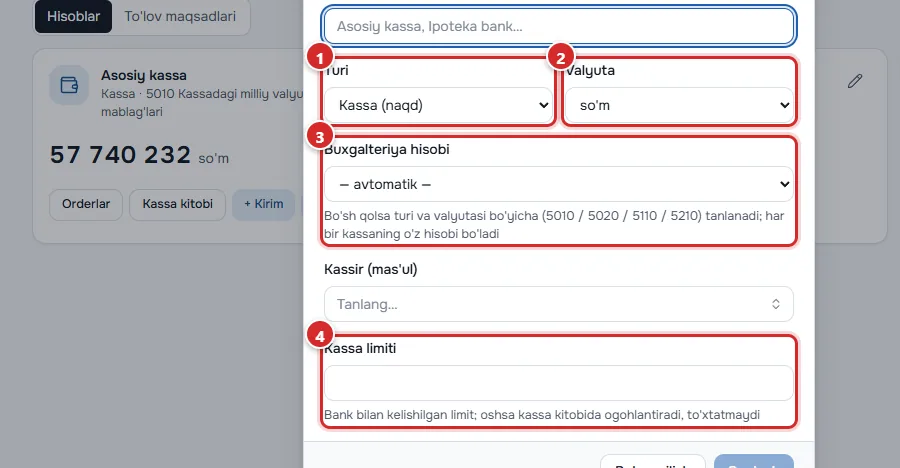 Hisoblar
To'lov maqsadlari
Asosiy kassa
Kassa · 5010 Kassadagi milliy valyu
mablag'lari
57 740 232 so'm
Orderlar
Kassa kitobi
+ Kirim
Asosiy kassa, Ipoteka bank...
1
2
Turi
Valyuta
Kassa (naqd)
so'm
3
Buxgalteriya hisobi
— avtomatik —
Bo'sh qolsa turi va valyutasi bo'yicha (5010 / 5020 / 5110 / 5210) tanlanadi; har
bir kassaning o'z hisobi bo'ladi
Kassir (mas'ul)
Tanlang...
4
Kassa limiti
Bank bilan kelishilgan limit; oshsa kassa kitobida ogohlantiradi, to'xtatmaydi